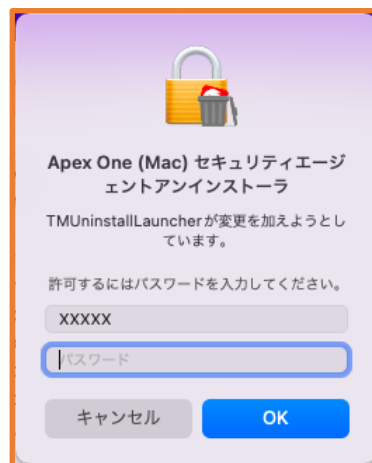 Apex One (Mac) セキュリティエージ
ェントアンインストーラ
TMUninstallLauncherが変更を加えようとし
ています。
許可するにはパスワードを入力してください。
XXXXX
パスワード
キャンセル
OK